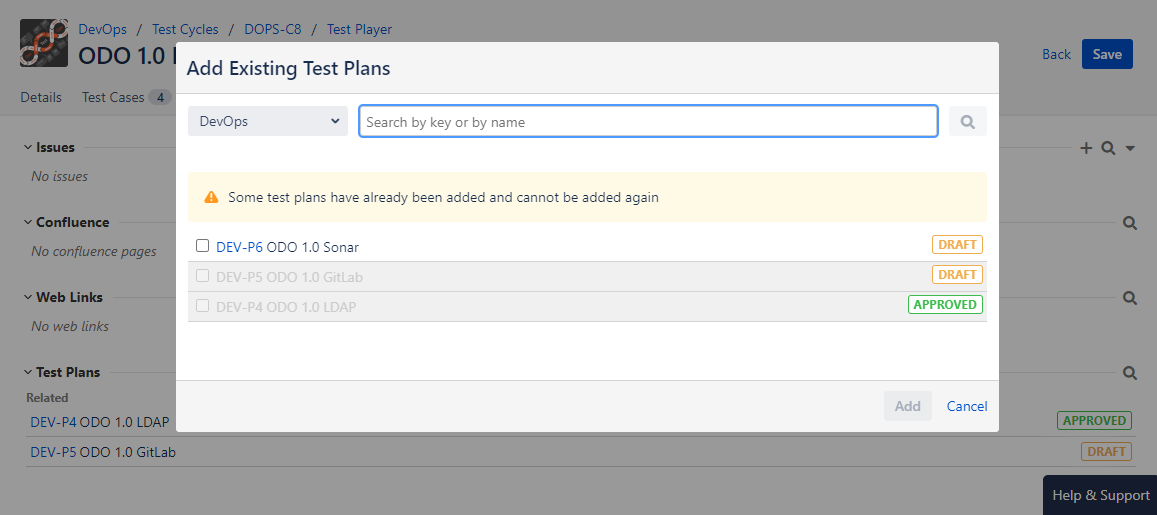 DevOps / Test Cycles / DOPS-C8 / Test Player
ODO 1.0
Back Save
Details Test Cases 4
Add Existing Test Plans
DevOps Search by key or by name
Issues
No issues
Some test plans have already been added and cannot be added again
Confluence
No confluence pages
DEV-P6 ODO 1.0 Sonar DRAFT
DEV-P5 ODO 1.0 GitLab DRAFT
DEV-P4 ODO 1.0 LDAP APPROVED
Web Links
No web links
Test Plans
Related
Add Cancel
DEV-P4 ODO 1.0 LDAP APPROVED
DEV-P5 ODO 1.0 GitLab DRAFT
Help & Support